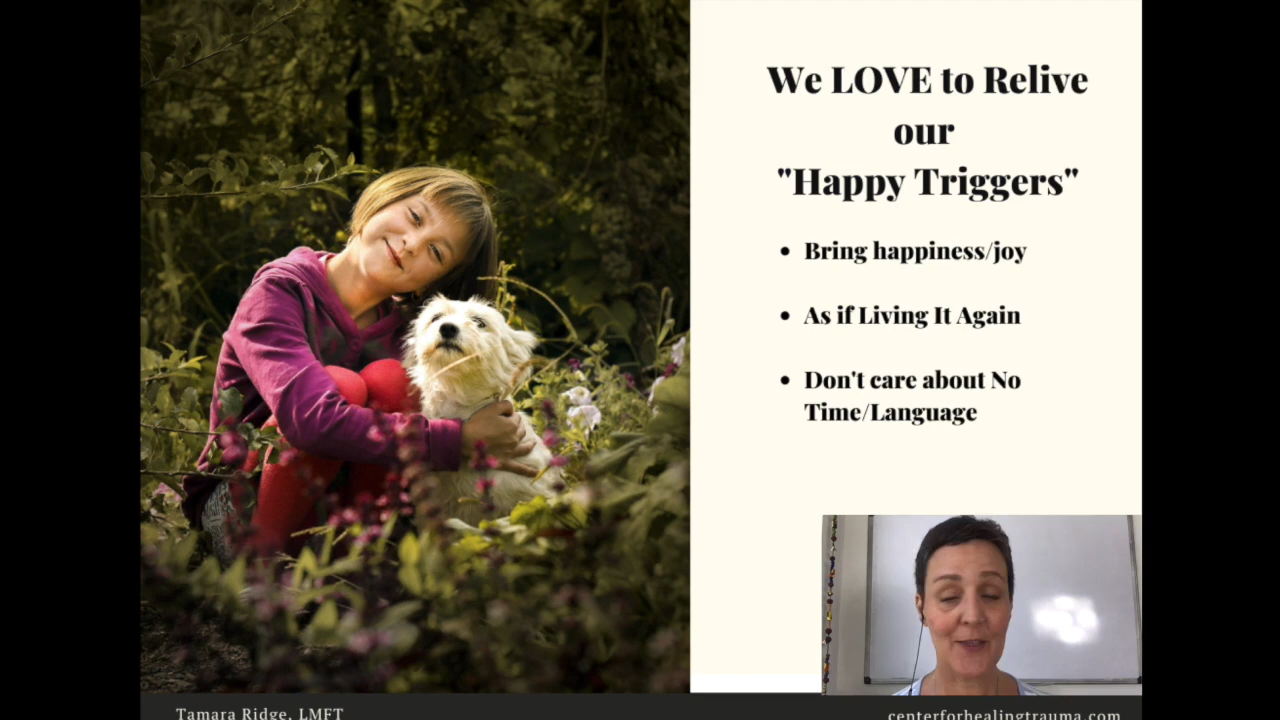 We LOVE to Relive
our
"Happy Triggers"
• Bring happiness/joy
• As if Living It Again
• Don't care about No
Time/Language
Tamara Ridge, LMFT
centerforhealingtrauma.com